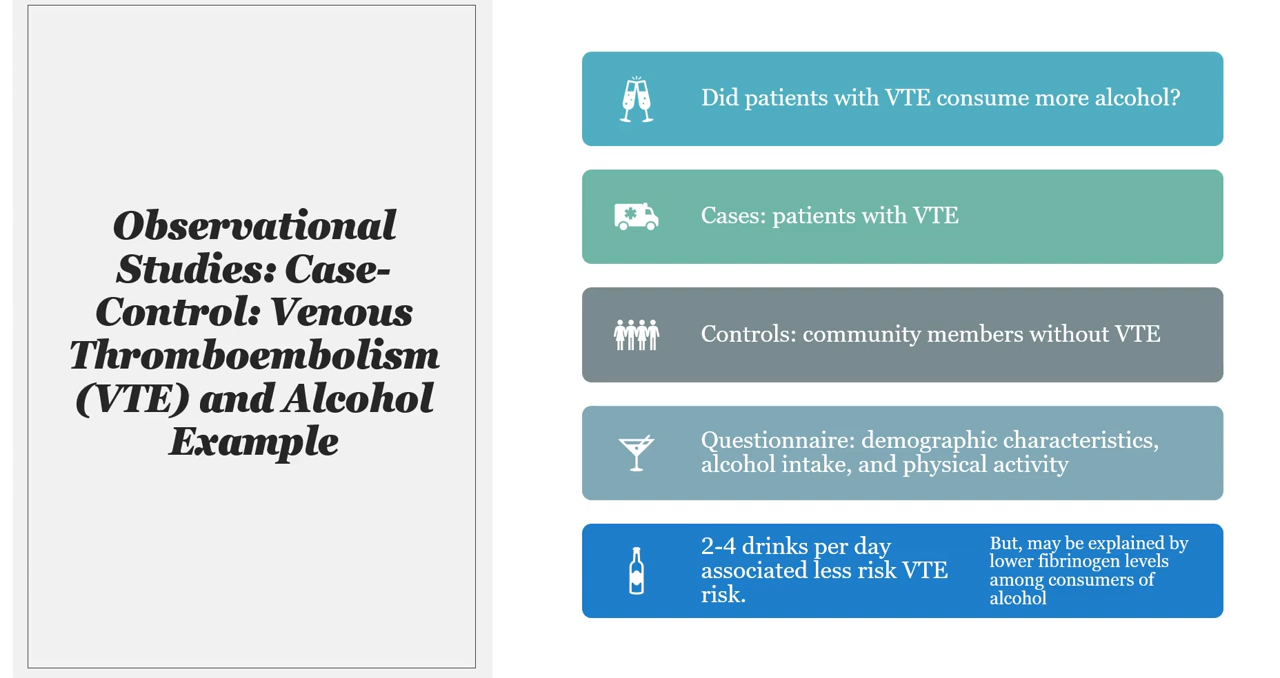 Observational
Studies: Case-
Control: Venous
Thromboembolism
(VTE) and Alcohol
Example
Did patients with VTE consume more alcohol?
Cases: patients with VTE
Controls: community members without VTE
Questionnaire: demographic characteristics,
alcohol intake, and physical activity
2-4 drinks per day
associated less risk VTE
risk.
But, may be explained by
lower fibrinogen levels
among consumers of
alcohol